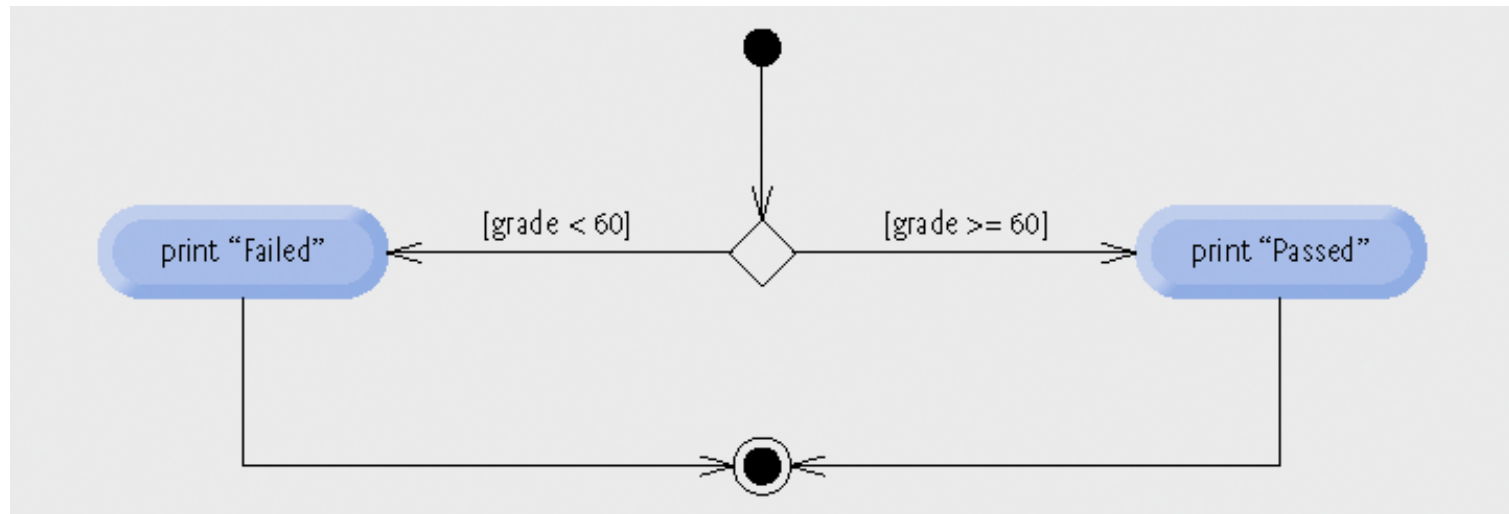 [grade < 60]
[grade >= 60]
print “Failed”
print “Passed”